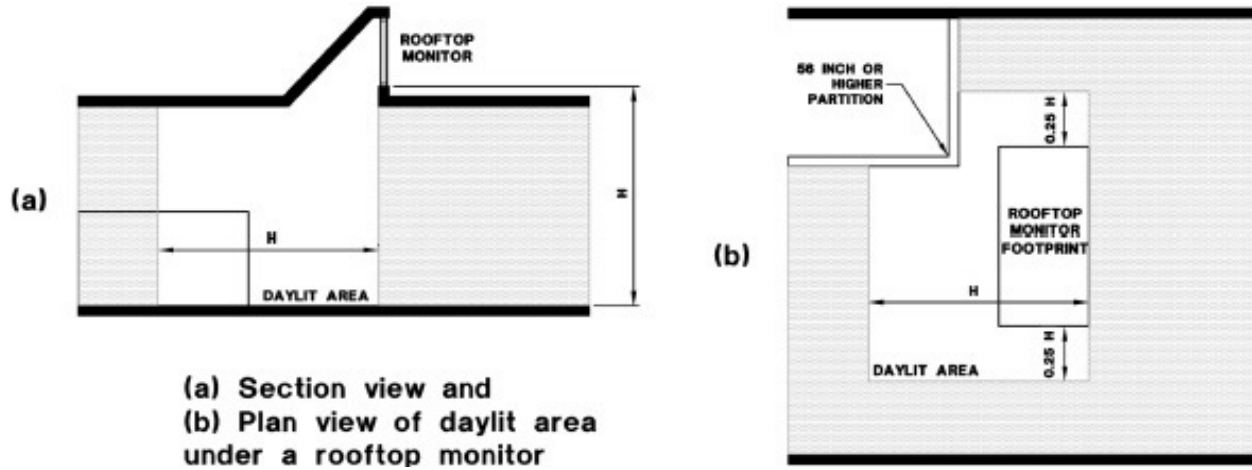 ROOFTOP
MONITOR
(a)
H
H
DAYLIT AREA
(a) Section view and
(b) Plan view of daylit area
under a rooftop monitor
56 INCH OR
HIGHER
PARTITION
0.25 H
ROOFTOP
MONITOR
FOOTPRINT
(b)
H
0.25 H
DAYLIT AREA